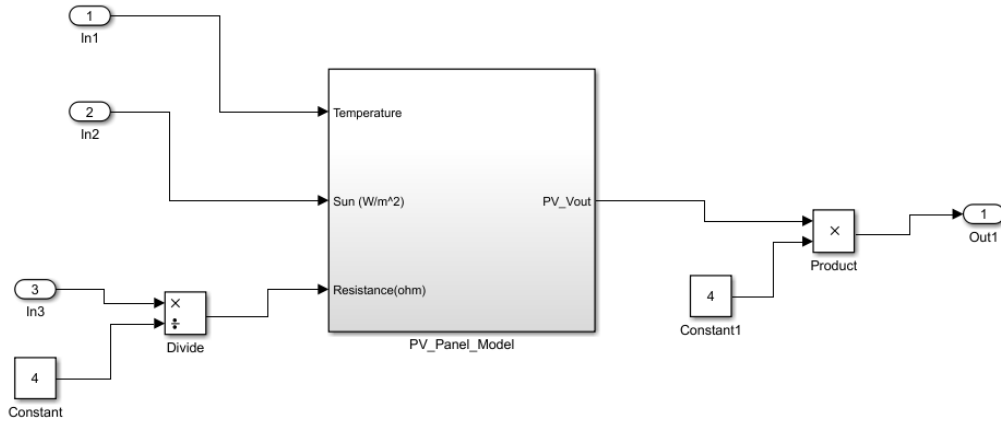 1
In1
2
In2
Temperature
Sun (W/m^2)
PV_Vout
Resistance(ohm)
PV_Panel_Model
3
In3
×
÷
Divide
4
Constant
×
Product
4
Constant1
1
Out1